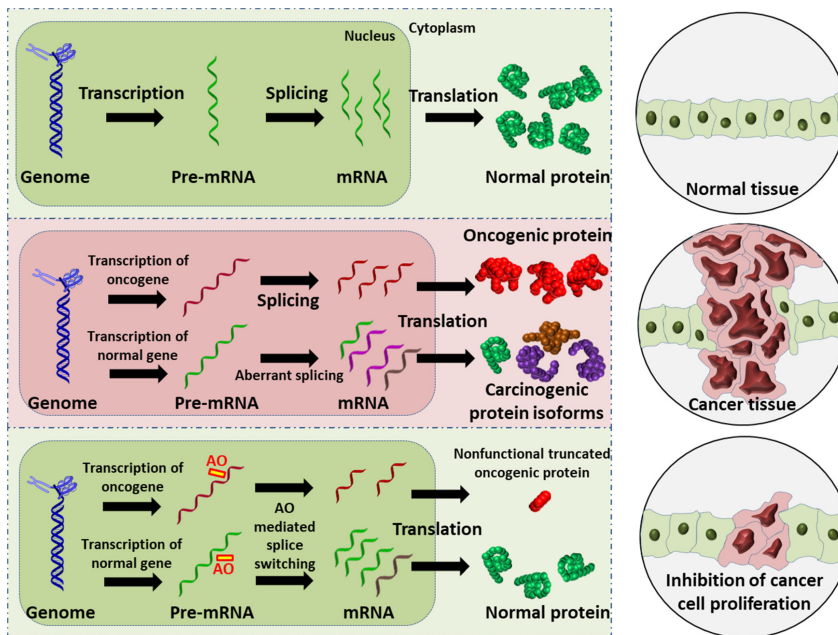 Nucleus
Cytoplasm
Transcription
Splicing
Translation
Genome
Pre-mRNA
mRNA
Normal protein
Normal tissue
Oncogenic protein
Transcription of
oncogene
Splicing
Translation
Transcription of
normal gene
Aberrant splicing
Genome
Pre-mRNA
mRNA
Carcinogenic
protein isoforms
Cancer tissue
Nonfunctional truncated
oncogenic protein
AO
Transcription of
oncogene
AO
mediated
splice
switching
Translation
Transcription of
normal gene
AO
Genome
Pre-mRNA
mRNA
Normal protein
Inhibition of cancer
cell proliferation